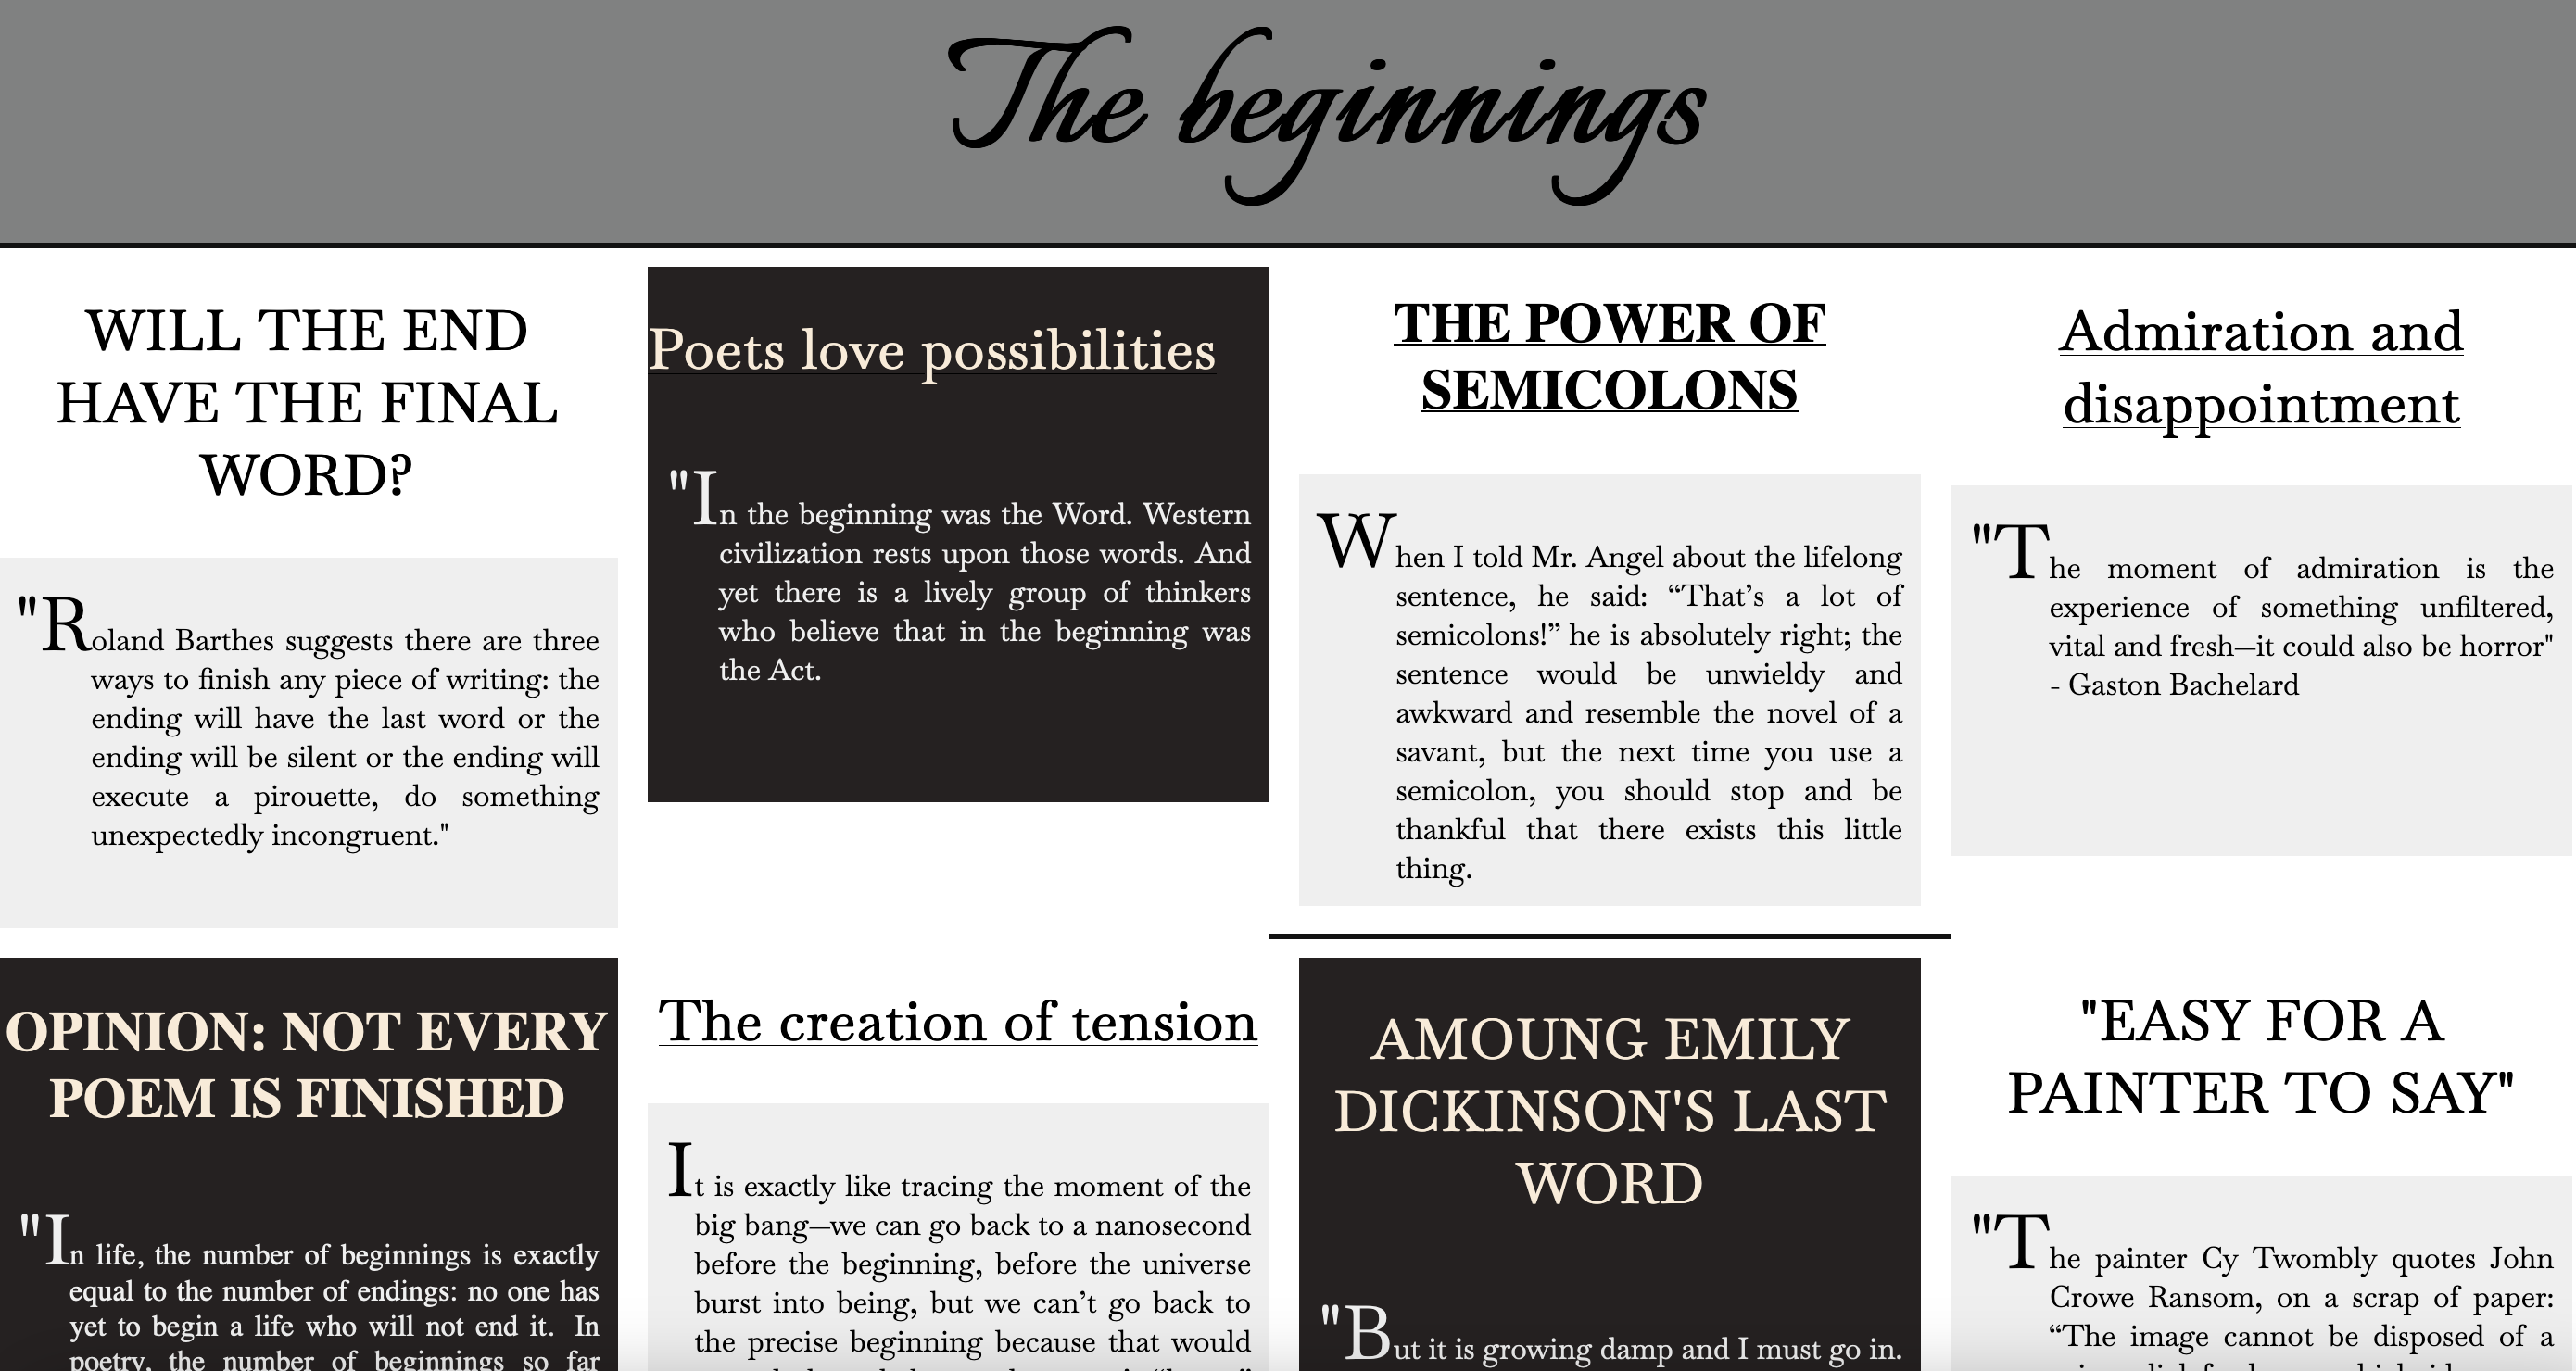 The beginnings
WILL THE END
HAVE THE FINAL
WORD?
"Roland Barthes suggests there are three
ways to finish any piece of writing: the
ending will have the last word or the
ending will be silent or the ending will
execute a pirouette, do something
unexpectedly incongruent."
Poets love possibilities
"In the beginning was the Word. Western
civilization rests upon those words. And
yet there is a lively group of thinkers
who believe that in the beginning was
the Act.
THE POWER OF
SEMICOLONS
When I told Mr. Angel about the lifelong
sentence, he said: “That’s a lot of
semicolons!” he is absolutely right; the
sentence would be unwieldy and
awkward and resemble the novel of a
savant, but the next time you use a
semicolon, you should stop and be
thankful that there exists this little
thing.
Admiration and
disappointment
"The moment of admiration is the
experience of something unfiltered,
vital and fresh—it could also be horror"
- Gaston Bachelard
OPINION: NOT EVERY
POEM IS FINISHED
"In life, the number of beginnings is exactly
equal to the number of endings: no one has
yet to begin a life who will not end it. In
poetry, the number of beginnings so far
The creation of tension
It is exactly like tracing the moment of the
big bang—we can go back to a nanosecond
before the beginning, before the universe
burst into being, but we can’t go back to
the precise beginning because that would
AMOUNG EMILY
DICKINSON'S LAST
WORD
"But it is growing damp and I must go in.
"EASY FOR A
PAINTER TO SAY"
"The painter Cy Twombly quotes John
Crowe Ransom, on a scrap of paper:
“The image cannot be disposed of a